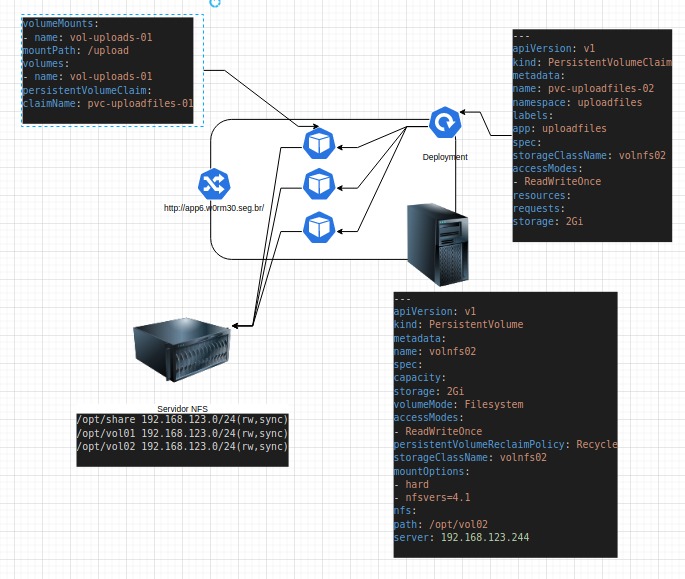 volumeMounts:
- name: vol-uploads-01
mountPath: /upload
volumes:
- name: vol-uploads-01
persistentVolumeClaim:
claimName: pvc-uploadfiles-01
---
apiVersion: v1
kind: PersistentVolumeClaim
metadata:
name: pvc-uploadfiles-02
namespace: uploadfiles
labels:
app: uploadfiles
spec:
storageClassName: volnfs02
accessModes:
- ReadWriteOnce
resources:
requests:
storage: 2Gi
Deployment
http://app6.w0rm30.seg.br/
Servidor NFS
/opt/share 192.168.123.0/24(rw,sync)
/opt/vol01 192.168.123.0/24(rw,sync)
/opt/vol02 192.168.123.0/24(rw,sync)
---
apiVersion: v1
kind: PersistentVolume
metadata:
name: volnfs02
spec:
capacity:
storage: 2Gi
volumeMode: Filesystem
accessModes:
- ReadWriteOnce
persistentVolumeReclaimPolicy: Recycle
storageClassName: volnfs02
mountOptions:
- hard
- nfsvers=4.1
nfs:
path: /opt/vol02
server: 192.168.123.244